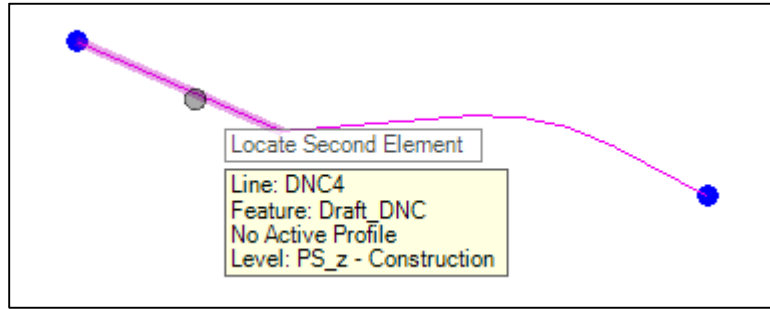 Locate Second Element
Line: DNC4
Feature: Draft_DNC
No Active Profile
Level: PS_z - Construction